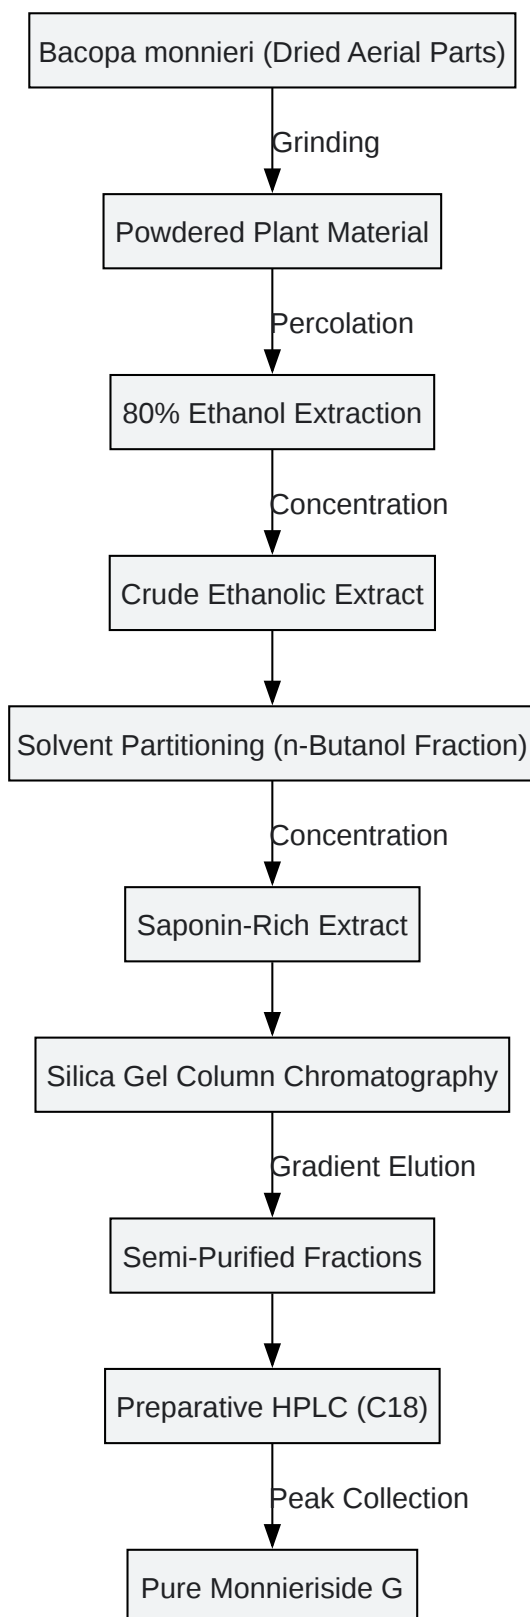 Bacopa monnieri (Dried Aerial Parts)
Grinding
Powdered Plant Material
Percolation
80% Ethanol Extraction
Concentration
Crude Ethanolic Extract
Solvent Partitioning (n-Butanol Fraction)
Concentration
Saponin-Rich Extract
Silica Gel Column Chromatography
Gradient Elution
Semi-Purified Fractions
Preparative HPLC (C18)
Peak Collection
Pure Monnieriside G